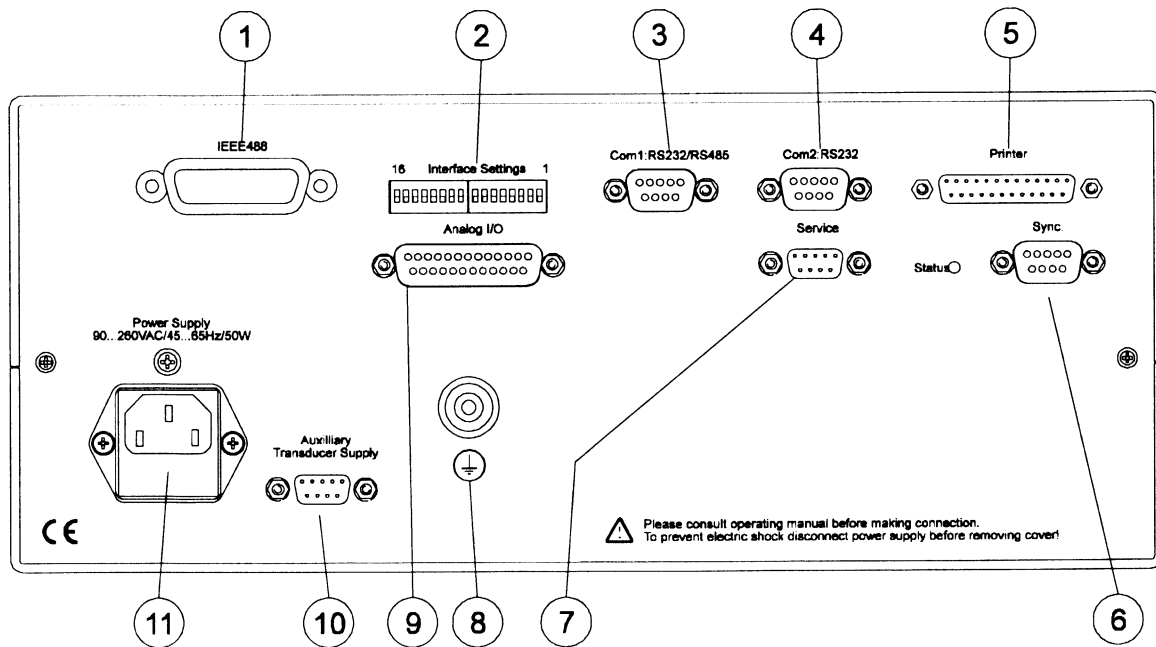 1 2 3 4 5
IEEE488
16 Interface Settings 1
Com1:RS232/RS485
Com2:RS232
Printer
Analog I/O
Service
Sync.
Status
Power Supply
90...260VAC/45...65Hz/50W
Auxilliary
Transducer Supply
CE
Please consult operating manual before making connection.
To prevent electric shock disconnect power supply before removing cover!
11 10 9 8 7 6